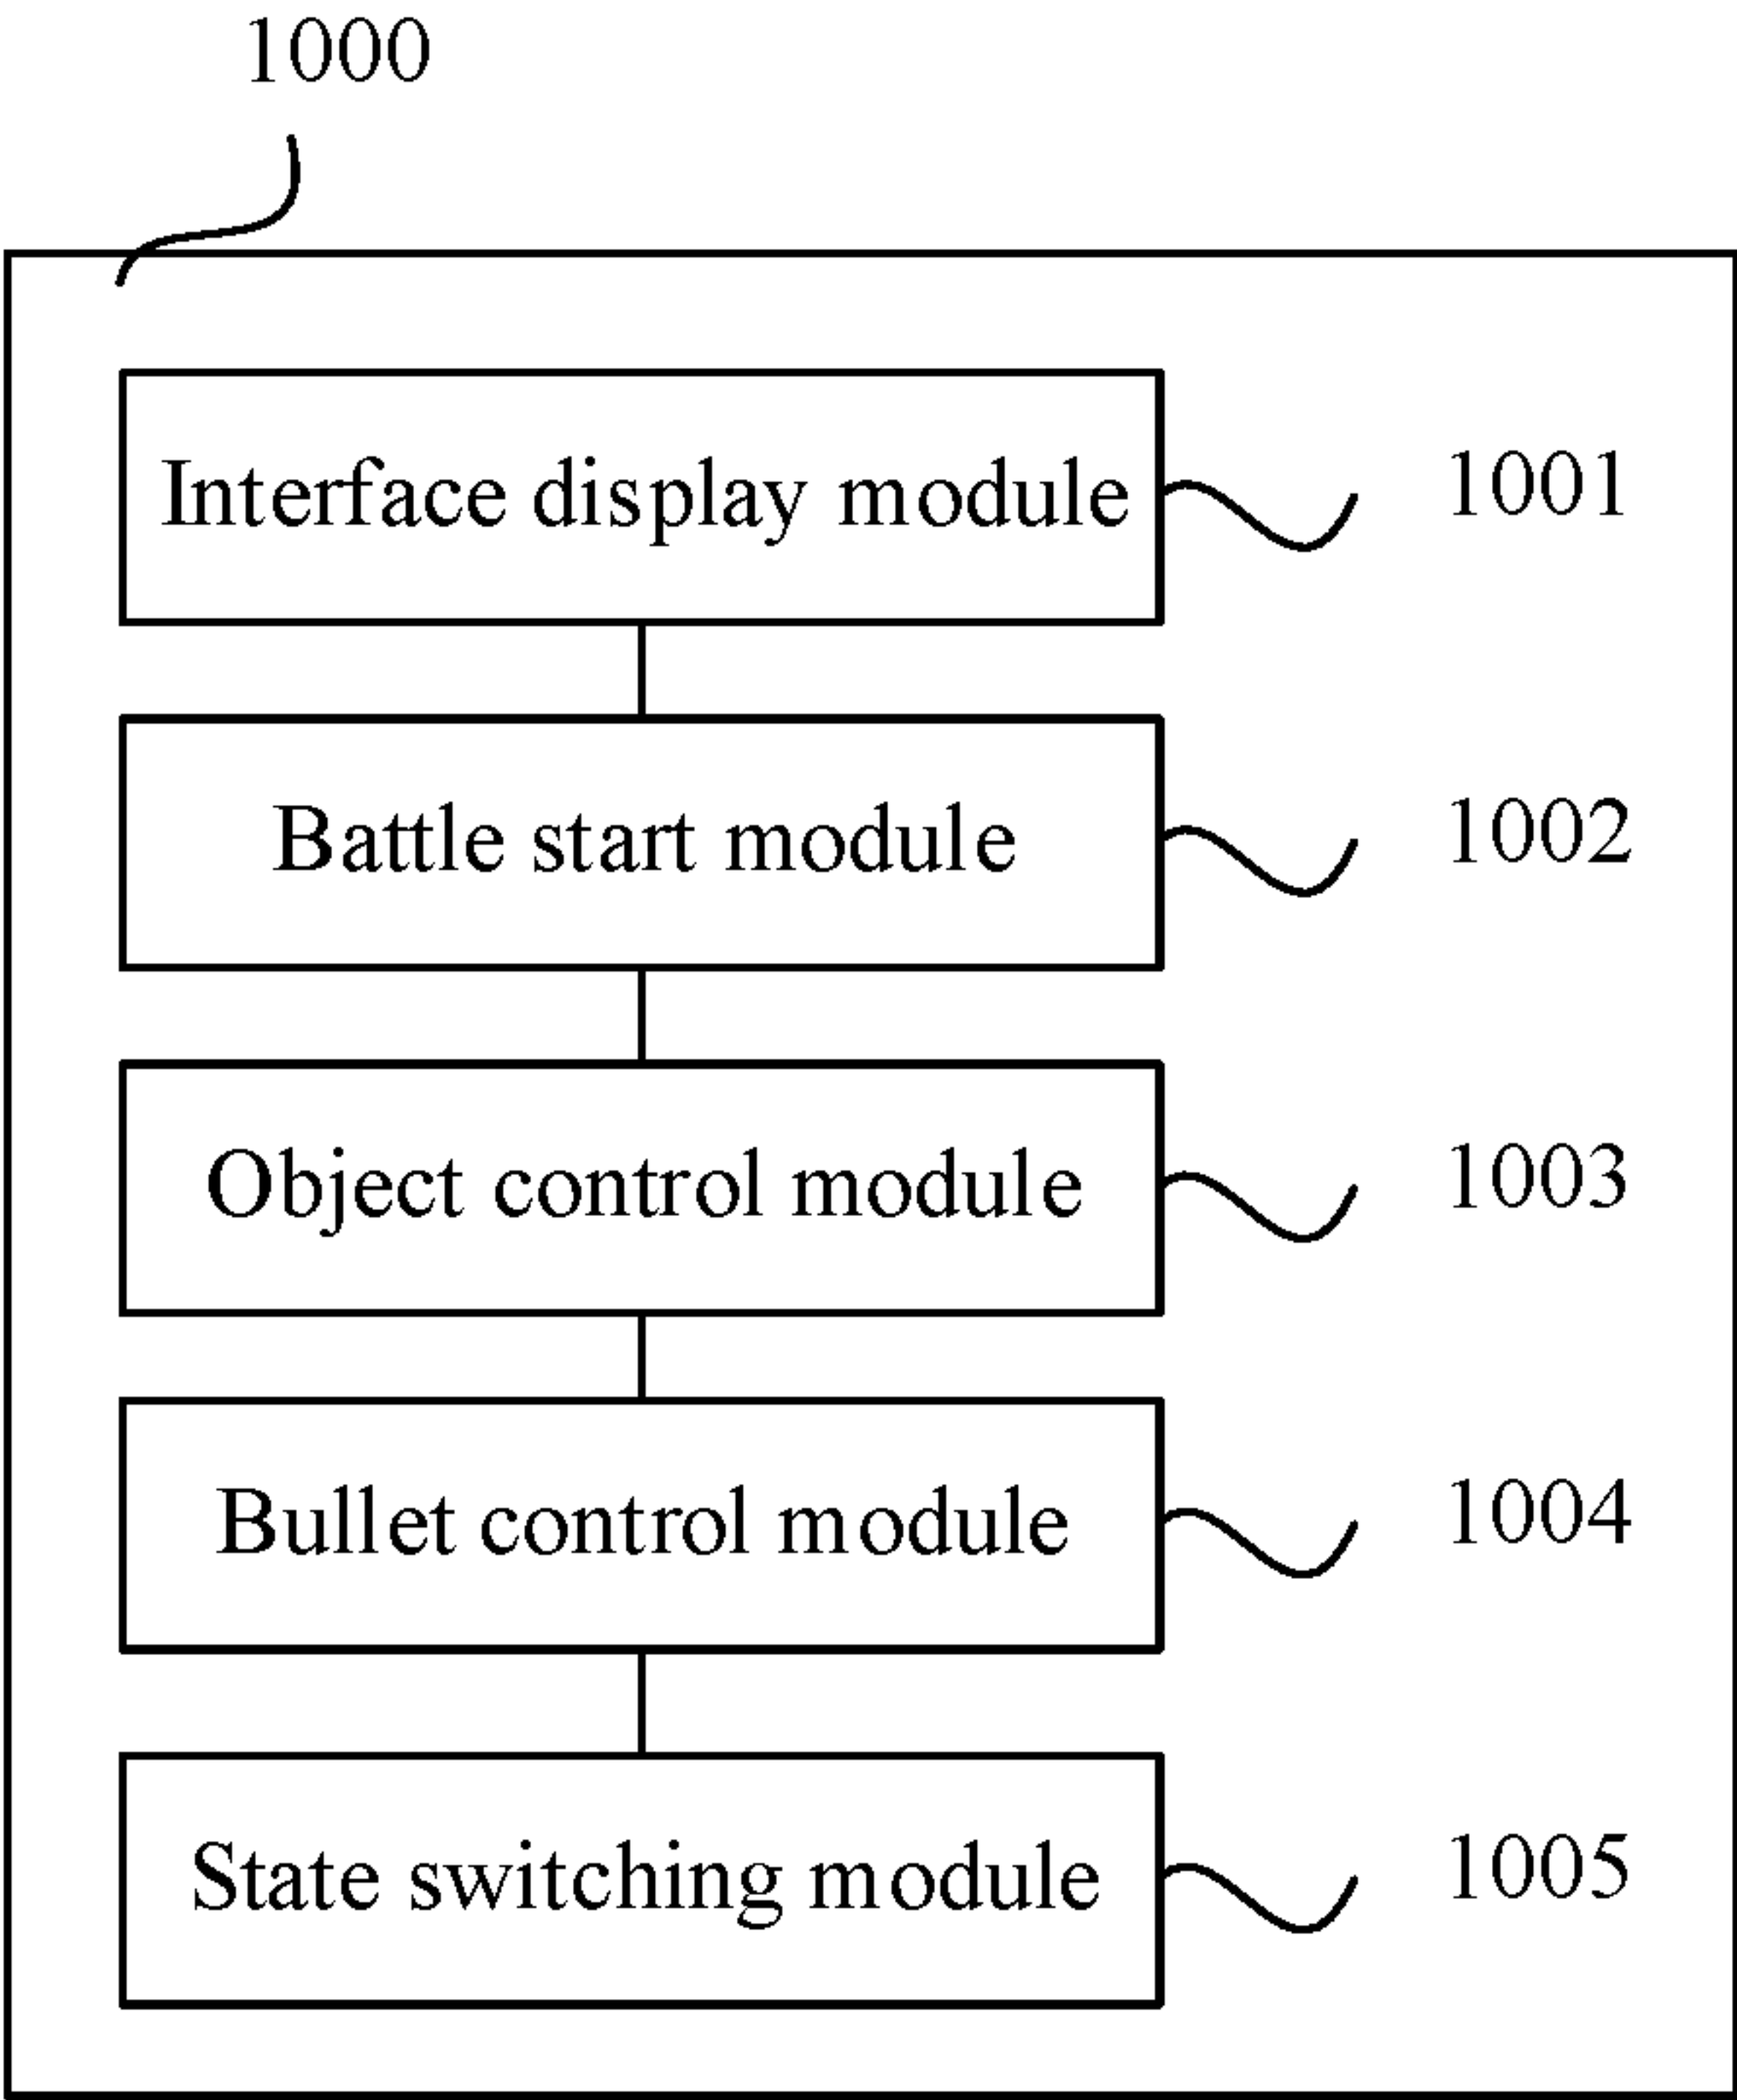 1000
Interface display module 1001
Battle start module 1002
Object control module 1003
Bullet control module 1004
State switching module 1005